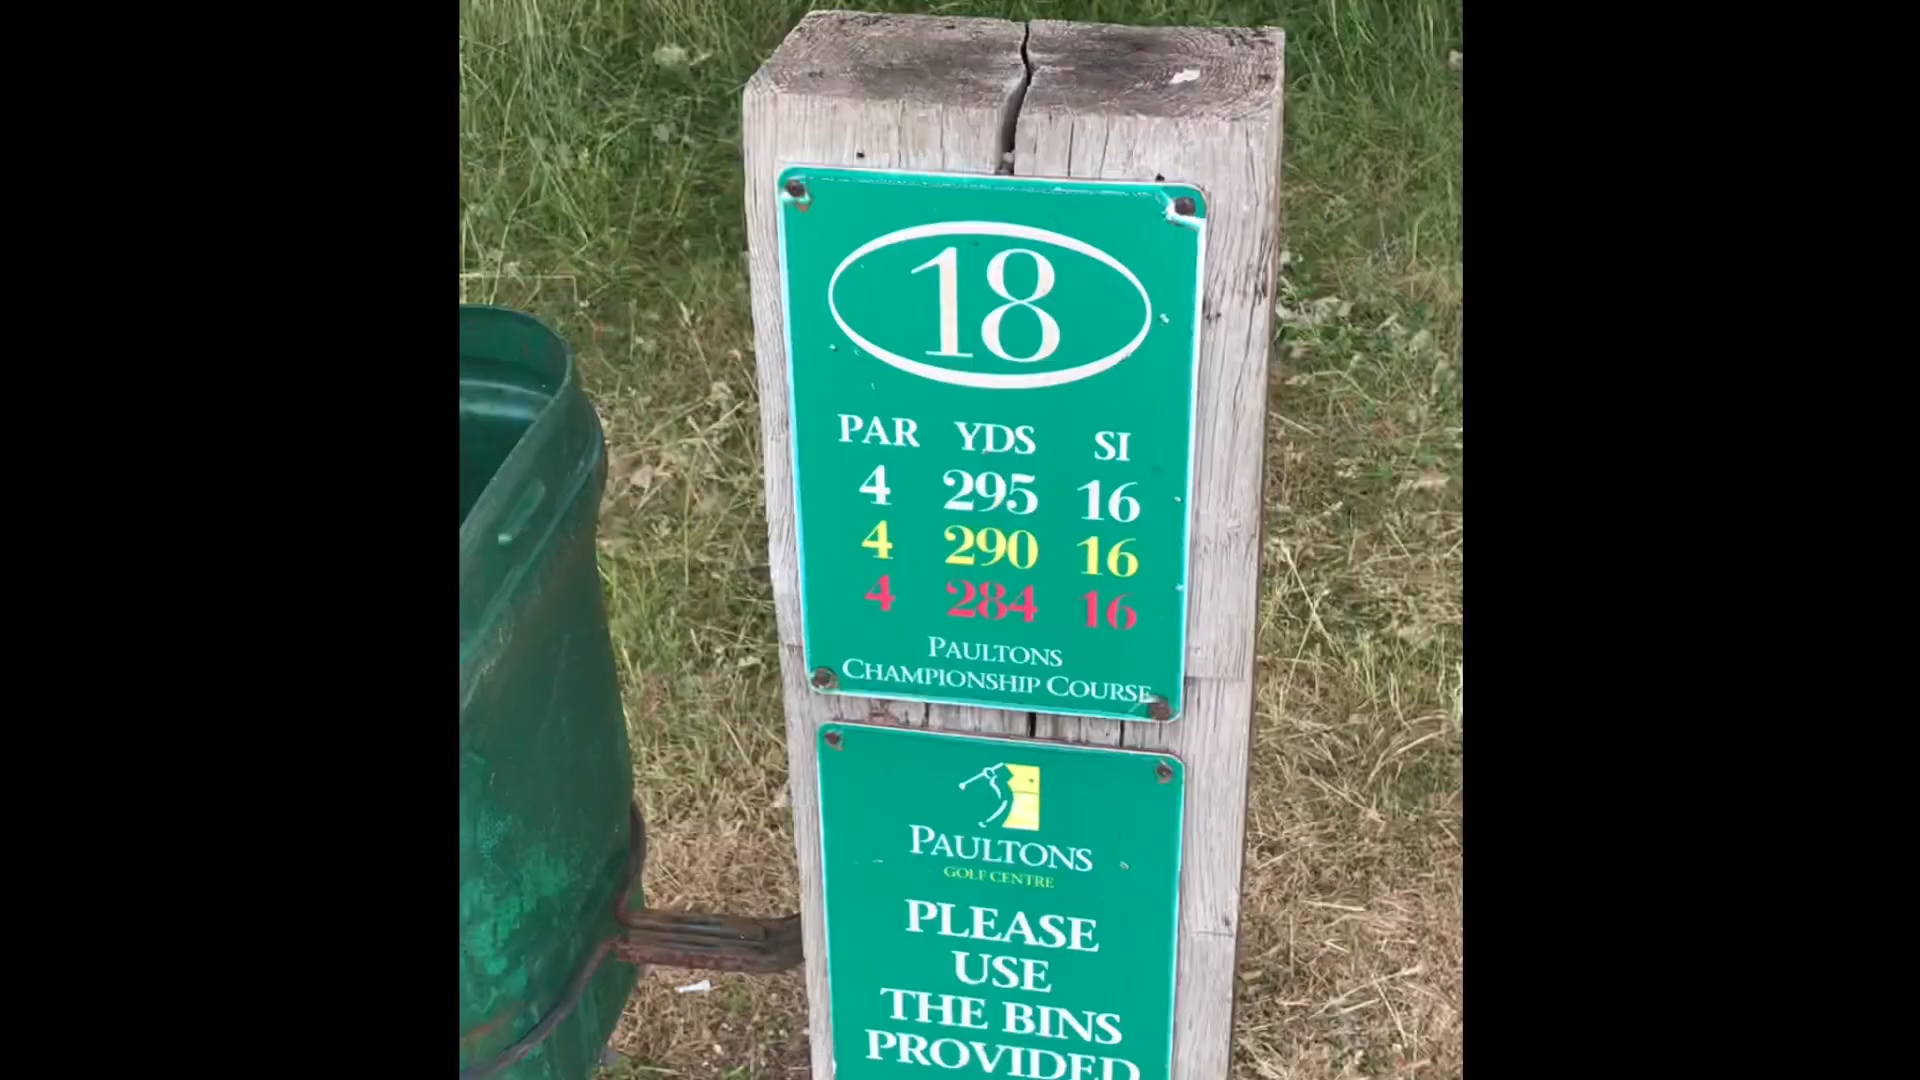 18
PAR YDS SI
4 295 16
4 290 16
4 284 16
PAULTONS
CHAMPIONSHIP COURSE
PAULTONS
GOLF CENTRE
PLEASE
USE
THE BINS
PROVIDED